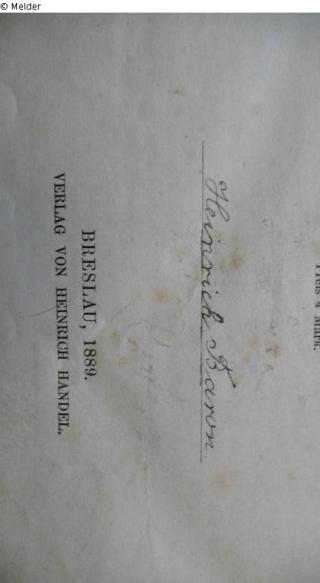 © Melder
Preis 4 Mark.
Heinrich Baron
BRESLAU, 1889.
VERLAG VON HEINRICH HANDEL.